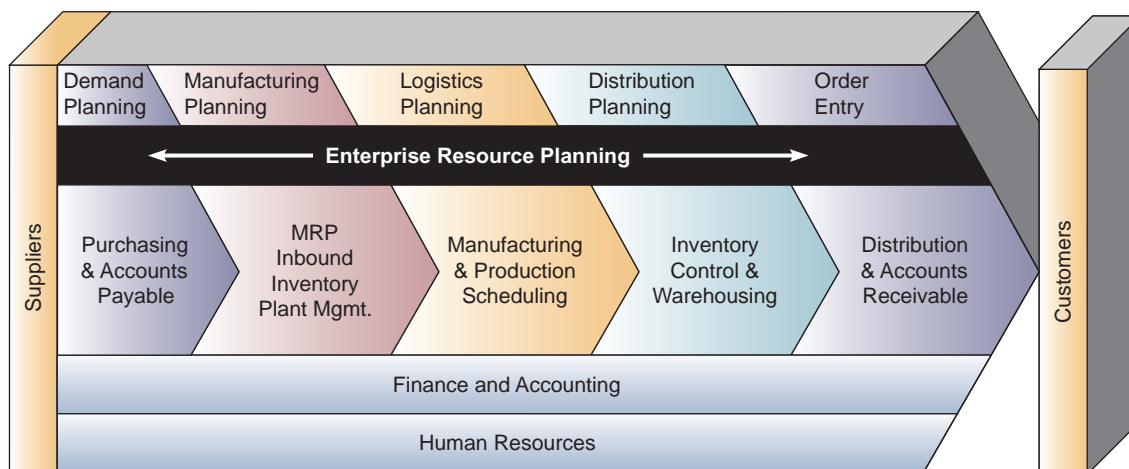 Suppliers
Demand
Planning
Manufacturing
Planning
Logistics
Planning
Distribution
Planning
Order
Entry
Enterprise Resource Planning
Purchasing
& Accounts
Payable
MRP
Inbound
Inventory
Plant Mgmt.
Manufacturing
& Production
Scheduling
Inventory
Control &
Warehousing
Distribution
& Accounts
Receivable
Finance and Accounting
Human Resources
Customers